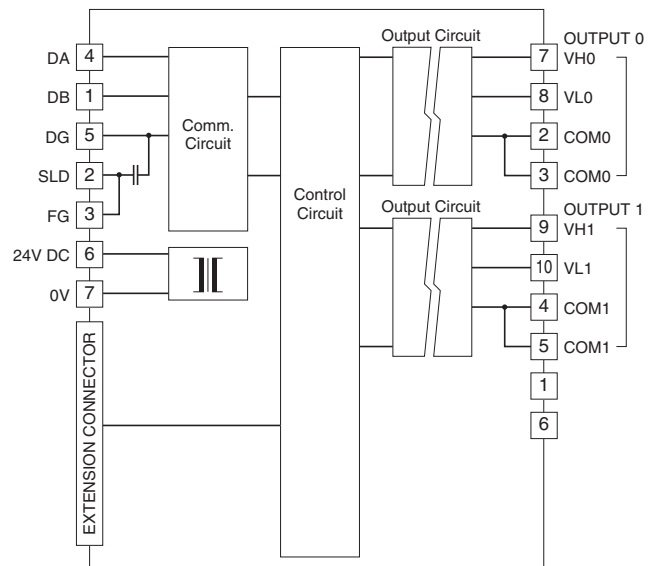 DA 4
DB 1
DG 5
SLD 2
FG 3
24V DC 6
0V 7
EXTENSION CONNECTOR
Comm.
Circuit
Control
Circuit
Output Circuit
OUTPUT 0
7 VH0
8 VL0
2 COM0
3 COM0
Output Circuit
OUTPUT 1
9 VH1
10 VL1
4 COM1
5 COM1
1
6